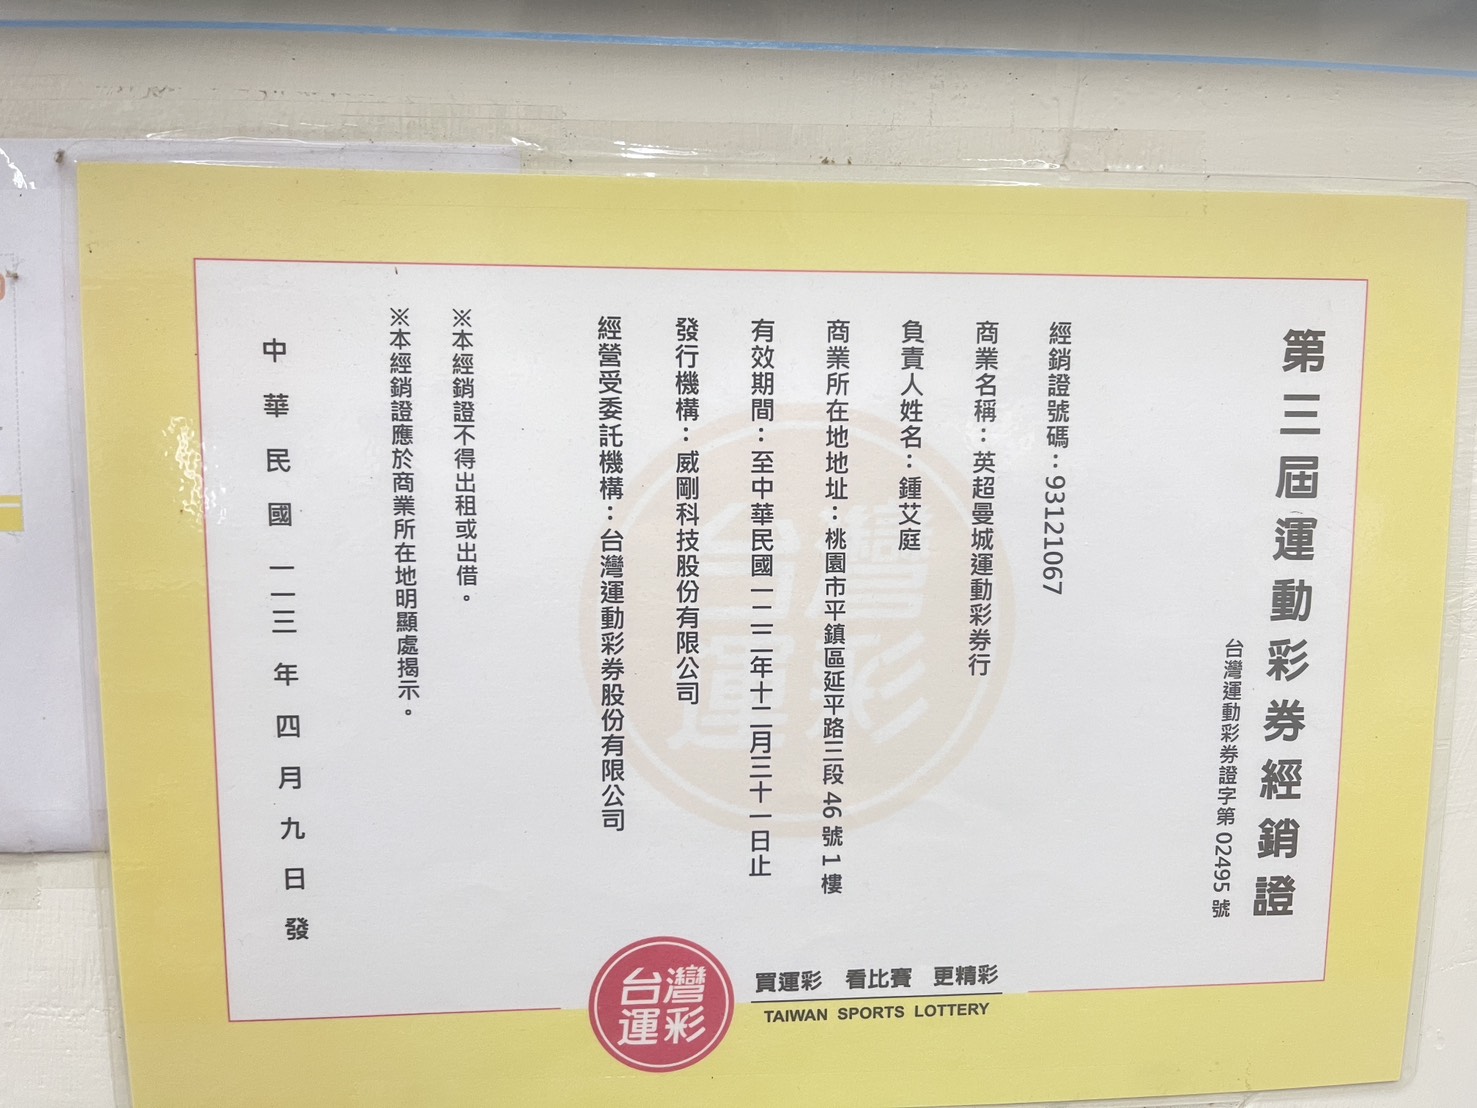 第三屆運動彩券經銷證
台灣運動彩券證字第 02495 號
經銷證號碼：93121067
商業名稱：英超曼城運動彩券行
負責人姓名：鍾艾庭
商業所在地地址：桃園市平鎮區延平路三段 46 號 1 樓
有效期間：至中華民國一二二年十二月三十一日止
發行機構：威剛科技股份有限公司
經營受委託機構：台灣運動彩券股份有限公司
※本經銷證不得出租或出借。
※本經銷證應於商業所在地明顯處揭示。
中華民國一一三年四月九日發
台灣運彩
買運彩 看比賽 更精彩
TAIWAN SPORTS LOTTERY